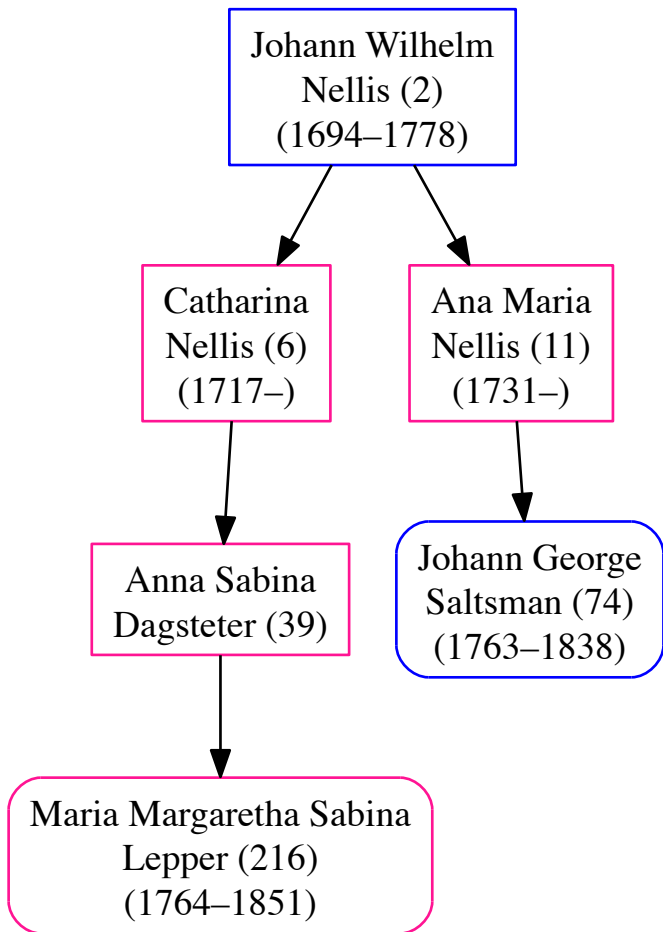 Johann Wilhelm
Nellis (2)
(1694–1778)
Catharina
Nellis (6)
(1717–)
Ana Maria
Nellis (11)
(1731–)
Anna Sabina
Dagsteter (39)
Johann George
Saltsman (74)
(1763–1838)
Maria Margaretha Sabina
Lepper (216)
(1764–1851)